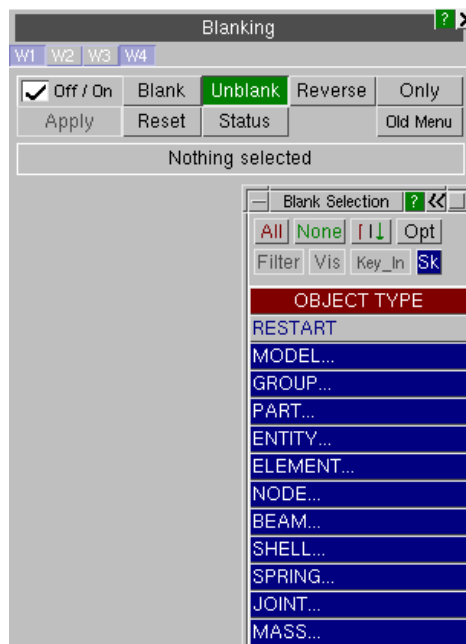 Blanking ?
W1 W2 W3 W4
Off / On Blank Unblank Reverse Only
Apply Reset Status Old Menu
Nothing selected
Blank Selection ?
All None Opt
Filter Vis Key_In Sk
OBJECT TYPE
RESTART
MODEL...
GROUP...
PART...
ENTITY...
ELEMENT...
NODE...
BEAM...
SHELL...
SPRING...
JOINT...
MASS...